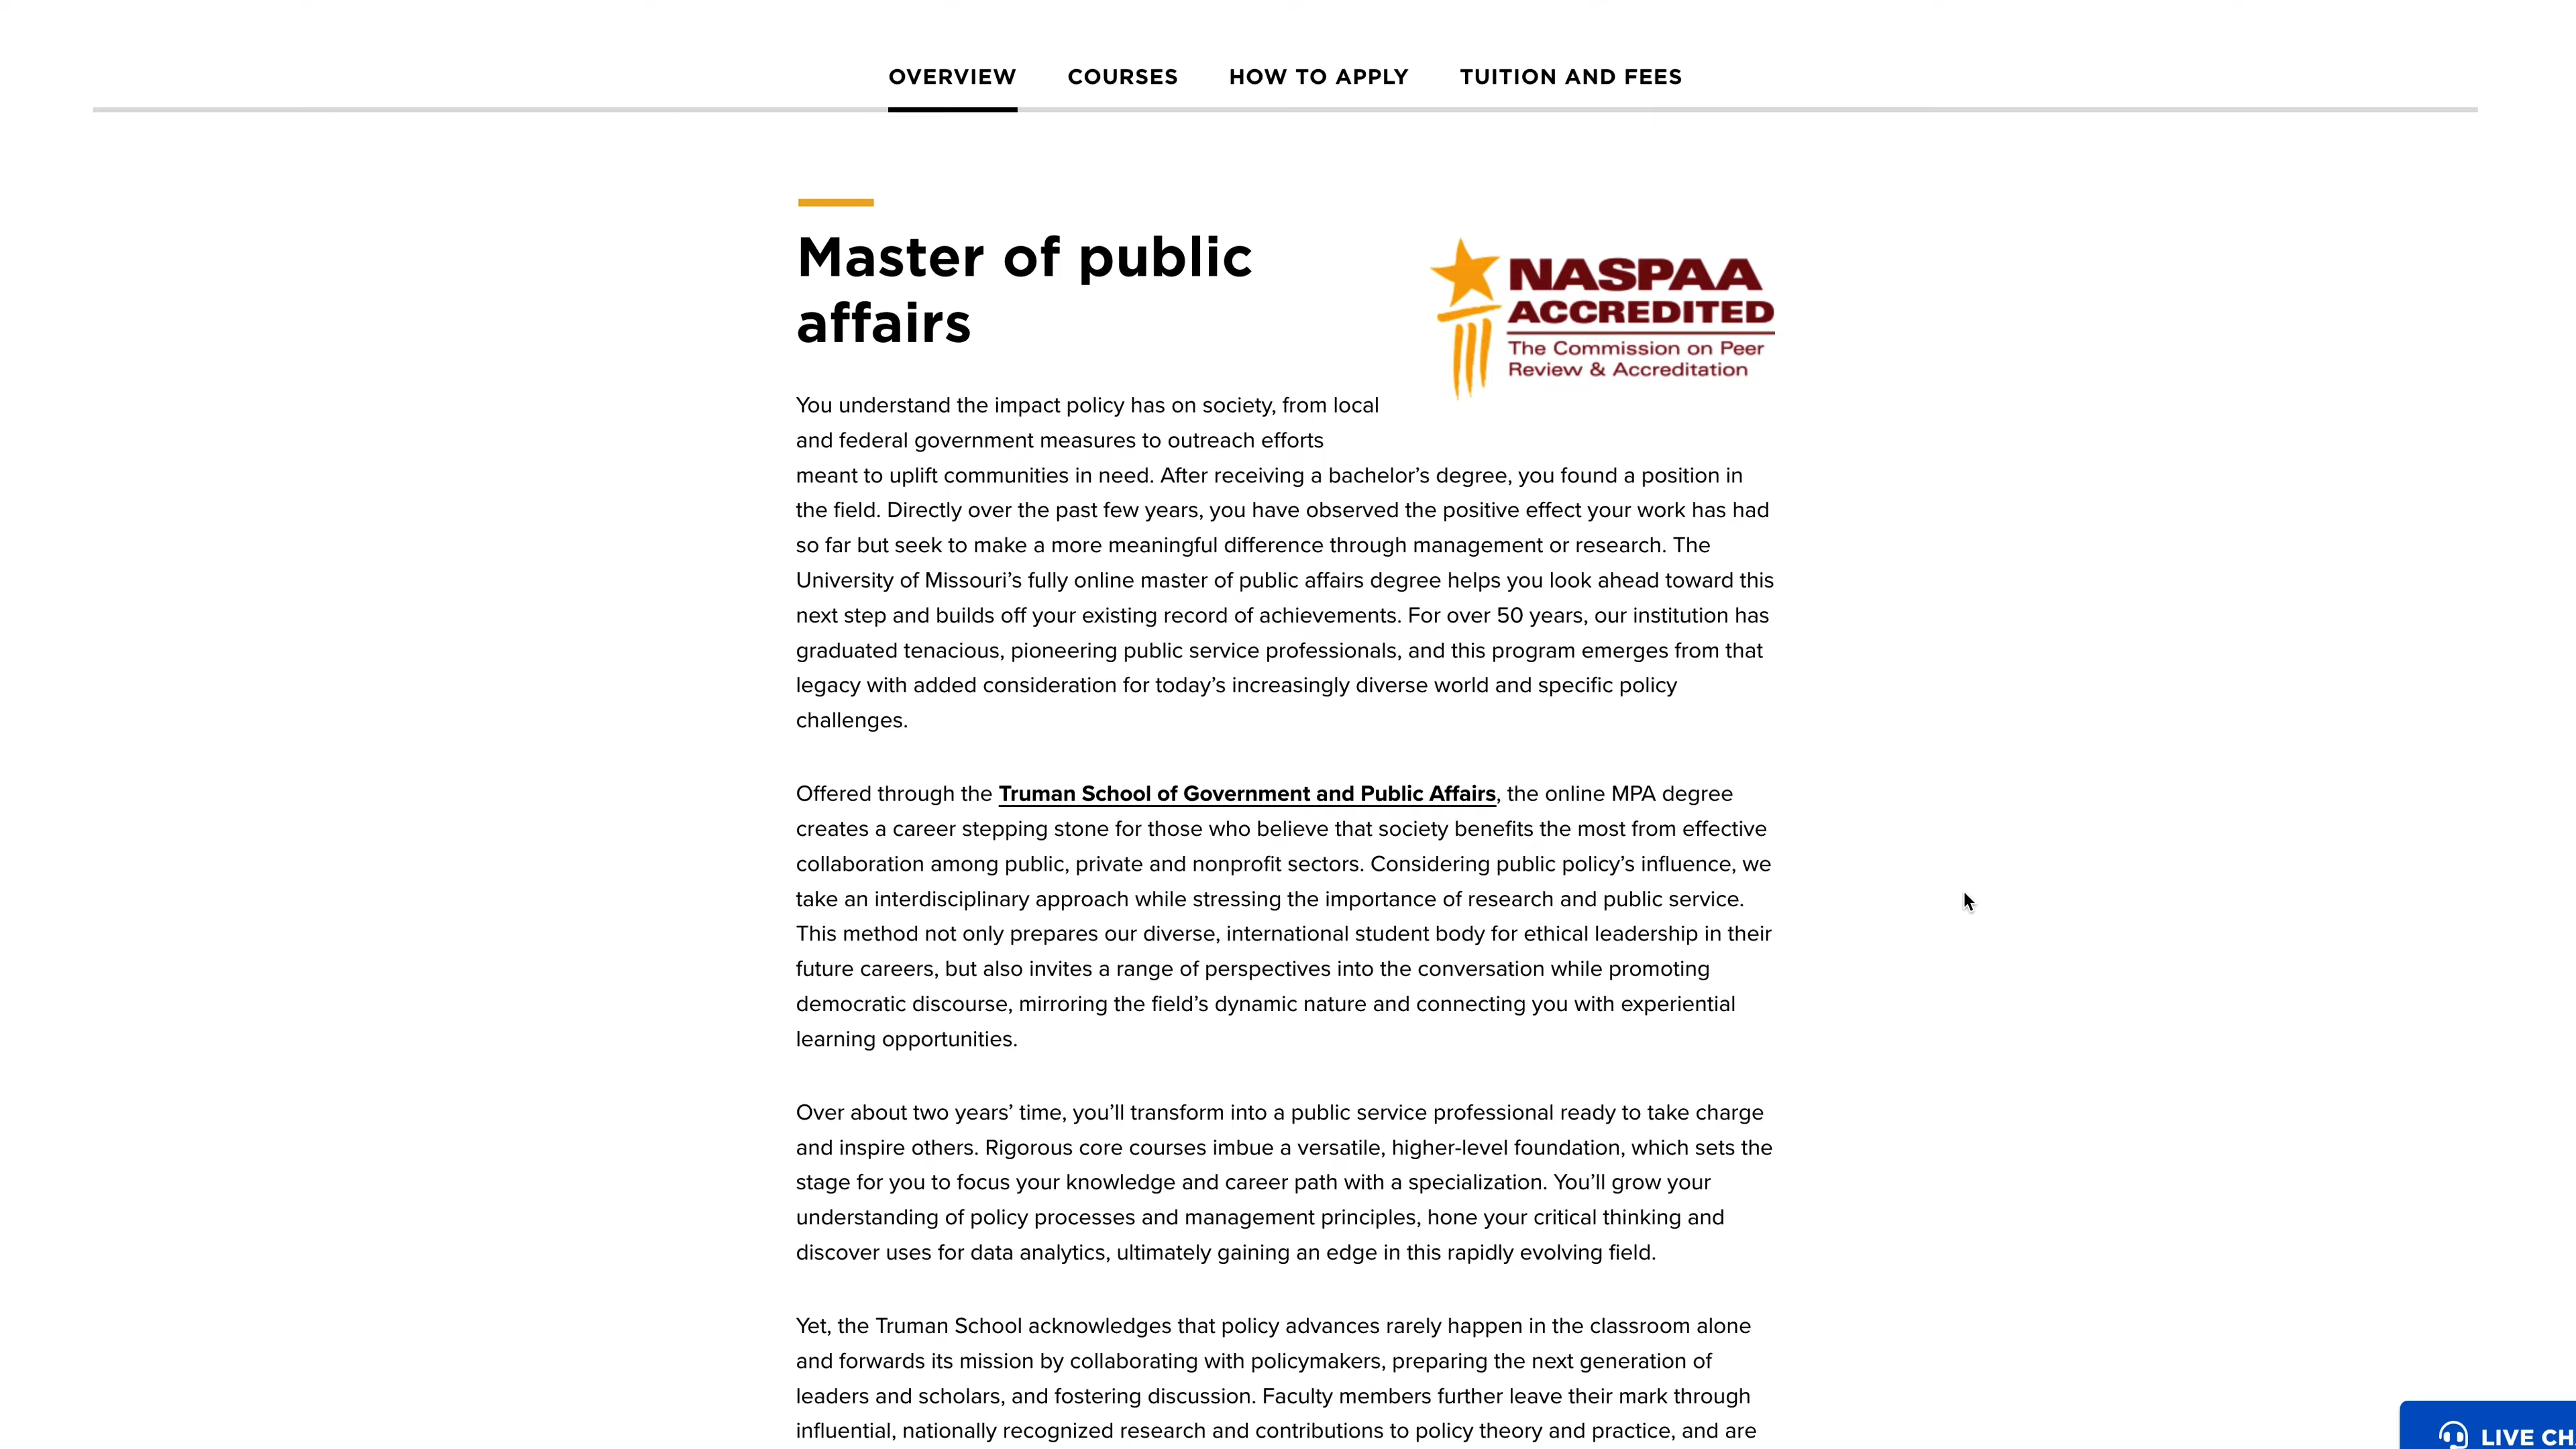 OVERVIEW COURSES HOW TO APPLY TUITION AND FEES
Master of public
affairs
NASPAA
ACCREDITED
The Commission on Peer
Review & Accreditation
You understand the impact policy has on society, from local
and federal government measures to outreach efforts
meant to uplift communities in need. After receiving a bachelor’s degree, you found a position in
the field. Directly over the past few years, you have observed the positive effect your work has had
so far but seek to make a more meaningful difference through management or research. The
University of Missouri’s fully online master of public affairs degree helps you look ahead toward this
next step and builds off your existing record of achievements. For over 50 years, our institution has
graduated tenacious, pioneering public service professionals, and this program emerges from that
legacy with added consideration for today’s increasingly diverse world and specific policy
challenges.
Offered through the Truman School of Government and Public Affairs, the online MPA degree
creates a career stepping stone for those who believe that society benefits the most from effective
collaboration among public, private and nonprofit sectors. Considering public policy’s influence, we
take an interdisciplinary approach while stressing the importance of research and public service.
This method not only prepares our diverse, international student body for ethical leadership in their
future careers, but also invites a range of perspectives into the conversation while promoting
democratic discourse, mirroring the field’s dynamic nature and connecting you with experiential
learning opportunities.
Over about two years’ time, you’ll transform into a public service professional ready to take charge
and inspire others. Rigorous core courses imbue a versatile, higher-level foundation, which sets the
stage for you to focus your knowledge and career path with a specialization. You’ll grow your
understanding of policy processes and management principles, hone your critical thinking and
discover uses for data analytics, ultimately gaining an edge in this rapidly evolving field.
Yet, the Truman School acknowledges that policy advances rarely happen in the classroom alone
and forwards its mission by collaborating with policymakers, preparing the next generation of
leaders and scholars, and fostering discussion. Faculty members further leave their mark through
influential, nationally recognized research and contributions to policy theory and practice, and are
LIVE CH